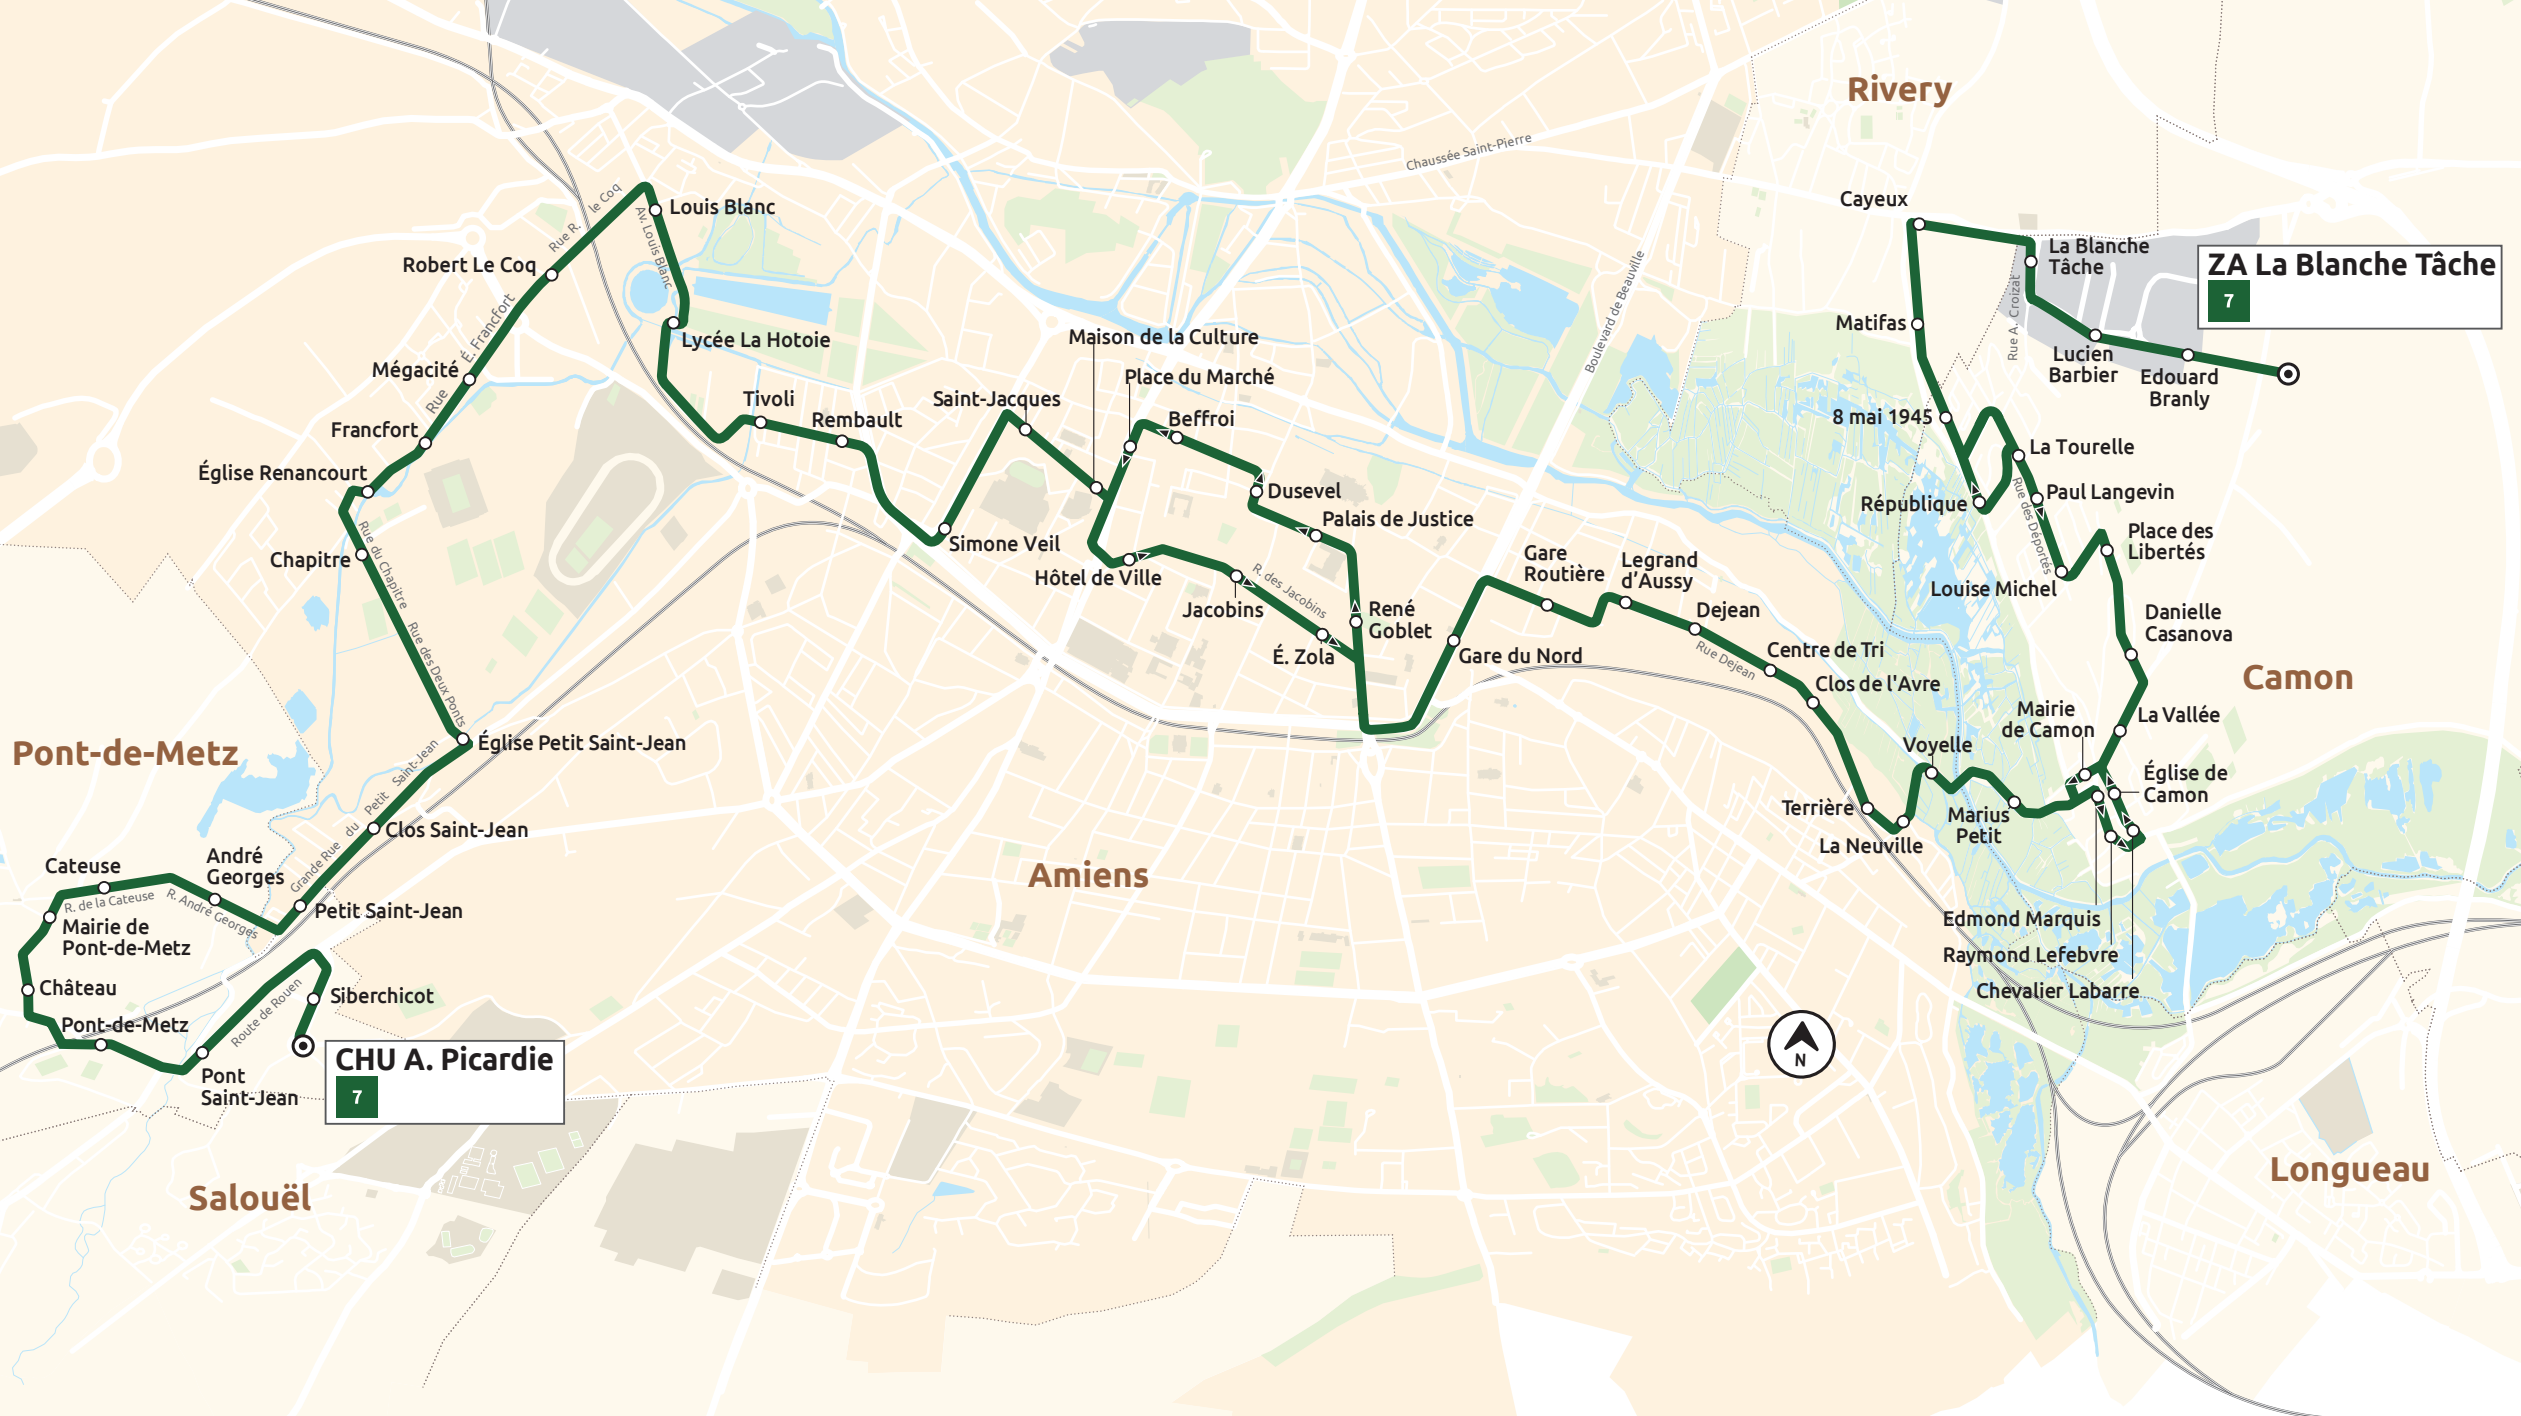 Rivery
Chaussée Saint-Pierre
Cayeux
La Blanche
Tâche
ZA La Blanche Tâche
7
Rue A. Croizat
Matifas
Lucien
Barbier
Edouard
Branly
8 mai 1945
La Tourelle
République
Paul Langevin
Rue des Déportés
Place des
Libertés
Louise Michel
Danielle
Casanova
Camon
La Vallée
Mairie
de Camon
Église de
Camon
Voyelle
Marius
Petit
Terrière
La Neuville
Edmond Marquis
Raymond Lefebvre
Chevalier Labarre
Longueau
N
Boulevard de Beauville
Gare
Routière
Legrand
d'Aussy
Dejean
Rue Dejean
Centre de Tri
Clos de l'Avre
Gare du Nord
René
Goblet
É. Zola
R. des Jacobins
Jacobins
Hôtel de Ville
Palais de Justice
Dusevel
Beffroi
Place du Marché
Maison de la Culture
Saint-Jacques
Simone Veil
Rembault
Tivoli
Lycée La Hotoie
Av. Louis Blanc
Louis Blanc
Rue R. le Coq
Robert Le Coq
Rue É. Francfort
Mégacité
Francfort
Église Renancourt
Chapitre
Rue du Chapitre
Rue des Deux Ponts
Église Petit Saint-Jean
Grande Rue du Petit Saint-Jean
Clos Saint-Jean
Petit Saint-Jean
Pont-de-Metz
André
Georges
R. André Georges
Cateuse
R. de la Cateuse
Mairie de
Pont-de-Metz
Château
Pont-de-Metz
Pont
Saint-Jean
Route de Rouen
Siberchicot
CHU A. Picardie
7
Salouël
Amiens